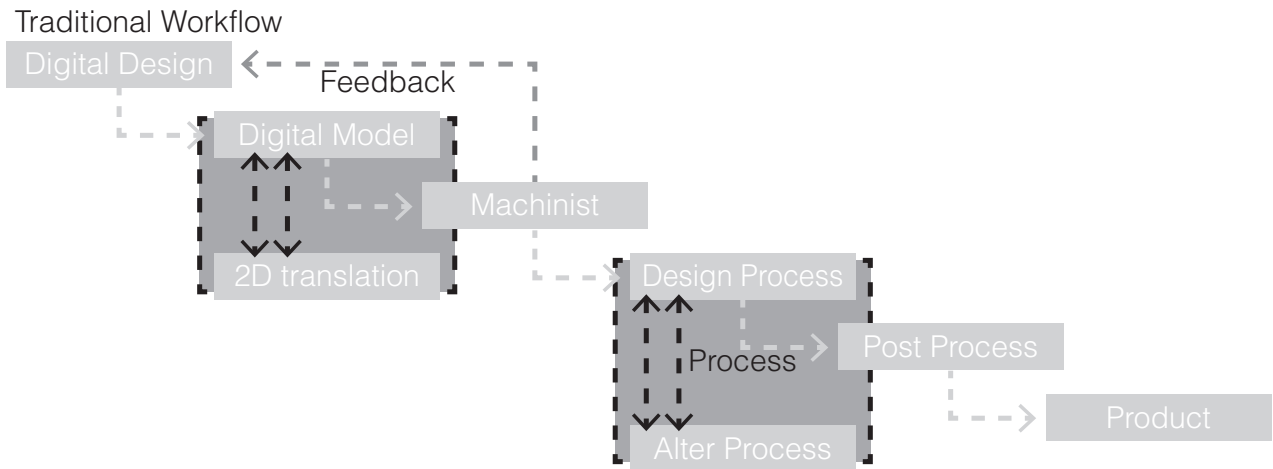 Traditional Workflow
Digital Design
Feedback
Digital Model
Machinist
2D translation
Design Process
Post Process
Process
Product
Alter Process